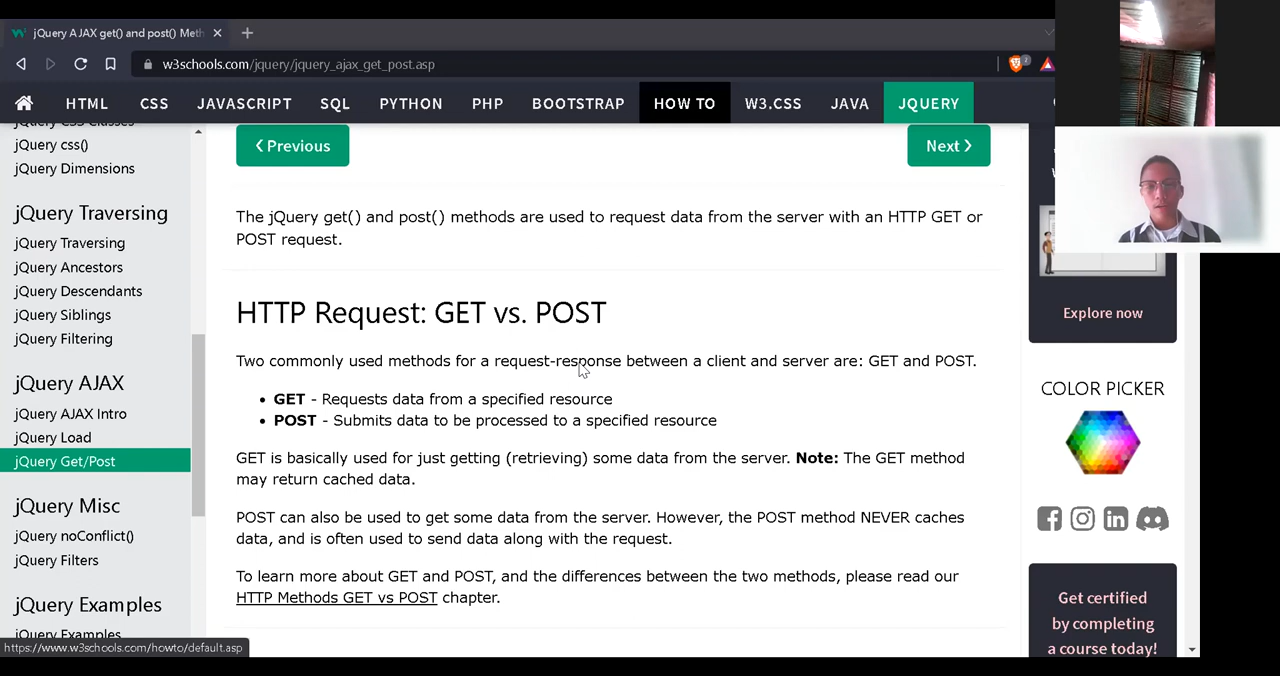 jQuery AJAX get() and post() Meth
w3schools.com/jquery/jquery_ajax_get_post.asp
HTML CSS JAVASCRIPT SQL PYTHON PHP BOOTSTRAP HOW TO W3.CSS JAVA JQUERY
jQuery CSS Classes
jQuery css()
jQuery Dimensions
jQuery Traversing
jQuery Traversing
jQuery Ancestors
jQuery Descendants
jQuery Siblings
jQuery Filtering
jQuery AJAX
jQuery AJAX Intro
jQuery Load
jQuery Get/Post
jQuery Misc
jQuery noConflict()
jQuery Filters
jQuery Examples
jQuery Examples
https://www.w3schools.com/howto/default.asp
Previous
Next
The jQuery get() and post() methods are used to request data from the server with an HTTP GET or
POST request.
HTTP Request: GET vs. POST
Two commonly used methods for a request-response between a client and server are: GET and POST.
• GET - Requests data from a specified resource
• POST - Submits data to be processed to a specified resource
GET is basically used for just getting (retrieving) some data from the server. Note: The GET method
may return cached data.
POST can also be used to get some data from the server. However, the POST method NEVER caches
data, and is often used to send data along with the request.
To learn more about GET and POST, and the differences between the two methods, please read our
HTTP Methods GET vs POST chapter.
Explore now
COLOR PICKER
Get certified
by completing
a course today!